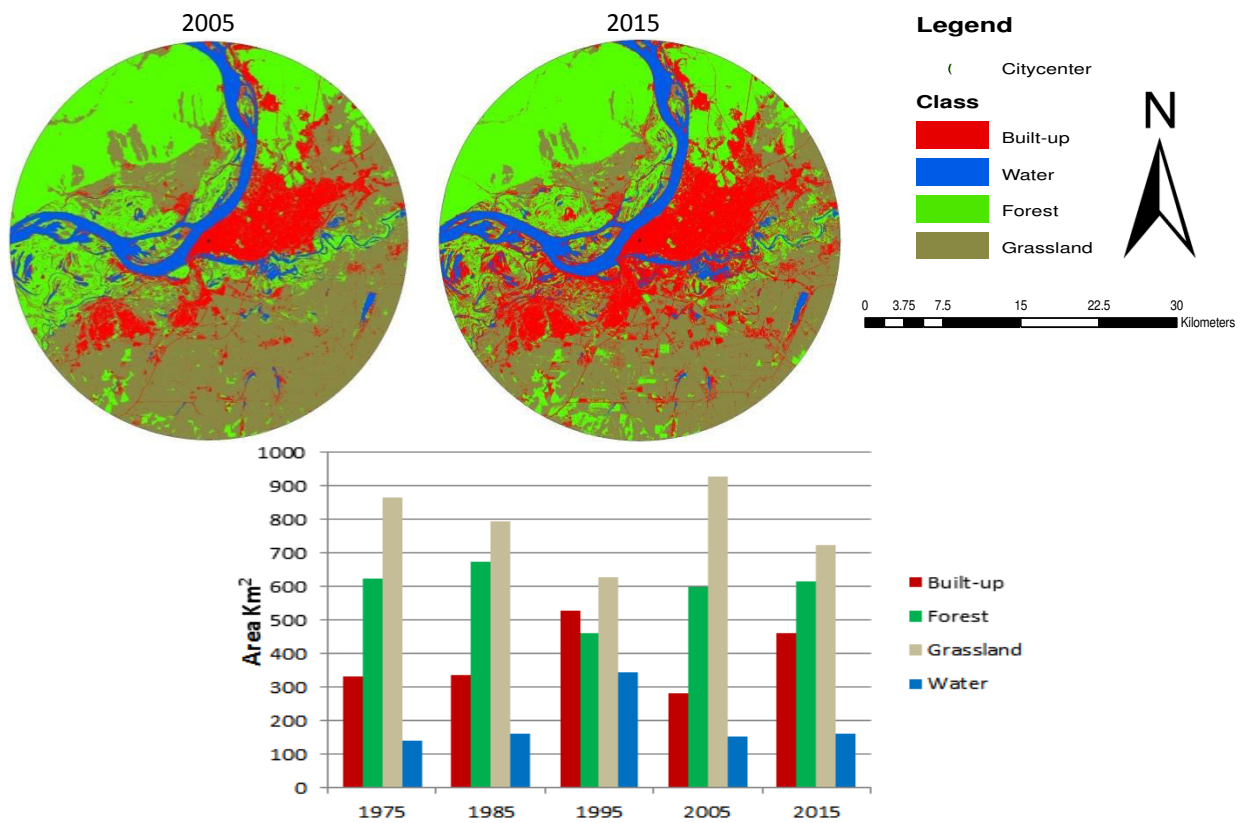 2005
2015
Legend
Citycenter
Class
Built-up
Water
Forest
Grassland
N
0 3.75 7.5 15 22.5 30
Kilometers
1000
900
800
700
600
500
400
300
200
100
0
Area Km²
1975 1985 1995 2005 2015
Built-up
Forest
Grassland
Water